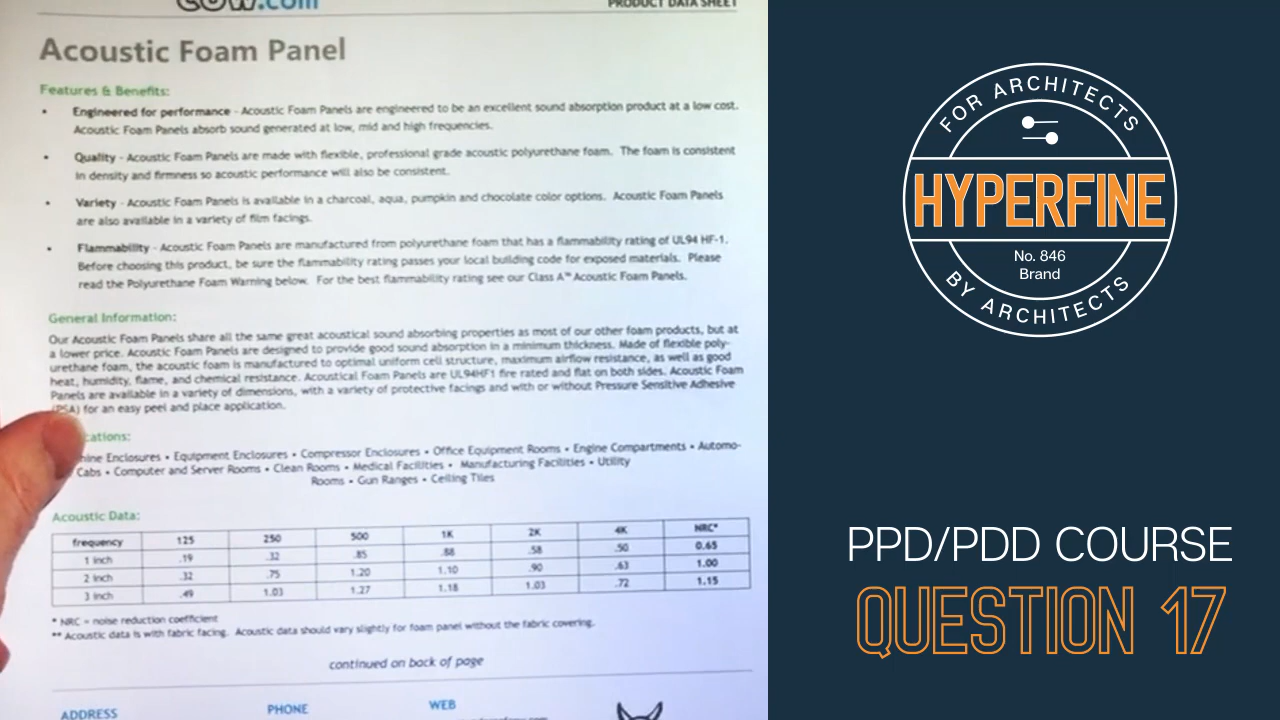 cow.com
PRODUCT DATA SHEET
Acoustic Foam Panel
Features & Benefits:
• Engineered for performance - Acoustic Foam Panels are engineered to be an excellent sound absorption product at a low cost.
Acoustic Foam Panels absorb sound generated at low, mid and high frequencies.
• Quality - Acoustic Foam Panels are made with flexible, professional grade acoustic polyurethane foam. The foam is consistent
in density and firmness so acoustic performance will also be consistent.
• Variety - Acoustic Foam Panels is available in a charcoal, aqua, pumpkin and chocolate color options. Acoustic Foam Panels
are also available in a variety of film facings.
• Flammability - Acoustic Foam Panels are manufactured from polyurethane foam that has a flammability rating of UL94 HF-1.
Before choosing this product, be sure the flammability rating passes your local building code for exposed materials. Please
read the Polyurethane Foam Warning below. For the best flammability rating see our Class A™ Acoustic Foam Panels.
General Information:
Our Acoustic Foam Panels share all the same great acoustical sound absorbing properties as most of our other foam products, but at
a lower price. Acoustic Foam Panels are designed to provide good sound absorption in a minimum thickness. Made of flexible poly-
urethane foam, the acoustic foam is manufactured to optimal uniform cell structure, maximum airflow resistance, as well as good
heat, humidity, flame, and chemical resistance. Acoustical Foam Panels are UL94HF1 fire rated and flat on both sides. Acoustic Foam
Panels are available in a variety of dimensions, with a variety of protective facings and with or without Pressure Sensitive Adhesive
(PSA) for an easy peel and place application.
cations:
ine Enclosures • Equipment Enclosures • Compressor Enclosures • Office Equipment Rooms • Engine Compartments • Automo-
Cabs • Computer and Server Rooms • Clean Rooms • Medical Facilities • Manufacturing Facilities • Utility
Rooms • Gun Ranges • Ceiling Tiles
Acoustic Data:
frequency 125 250 500 1K 2K 4K NRC*
1 inch .19 .32 .85 .88 .58 .50 0.65
2 inch .32 .75 1.20 1.10 .90 .63 1.00
3 inch .49 1.03 1.27 1.18 1.03 .72 1.15
* NRC = noise reduction coefficient
** Acoustic data is with fabric facing. Acoustic data should vary slightly for foam panel without the fabric covering.
continued on back of page
ADDRESS
PHONE
WEB
FOR ARCHITECTS
HYPERFINE
No. 846
Brand
BY ARCHITECTS
PPD/PDD COURSE
QUESTION 17